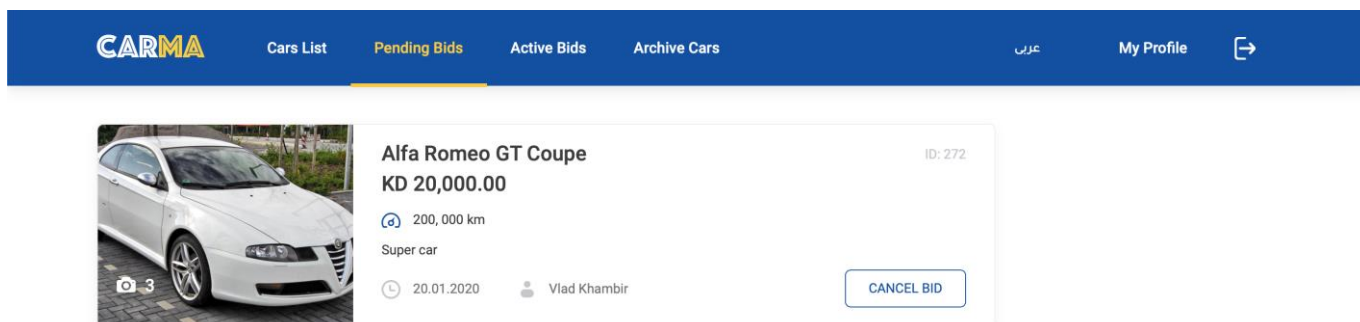 CARMA
Cars List
Pending Bids
Active Bids
Archive Cars
عربى
My Profile
Alfa Romeo GT Coupe
ID: 272
KD 20,000.00
200, 000 km
Super car
3
20.01.2020
Vlad Khambir
CANCEL BID